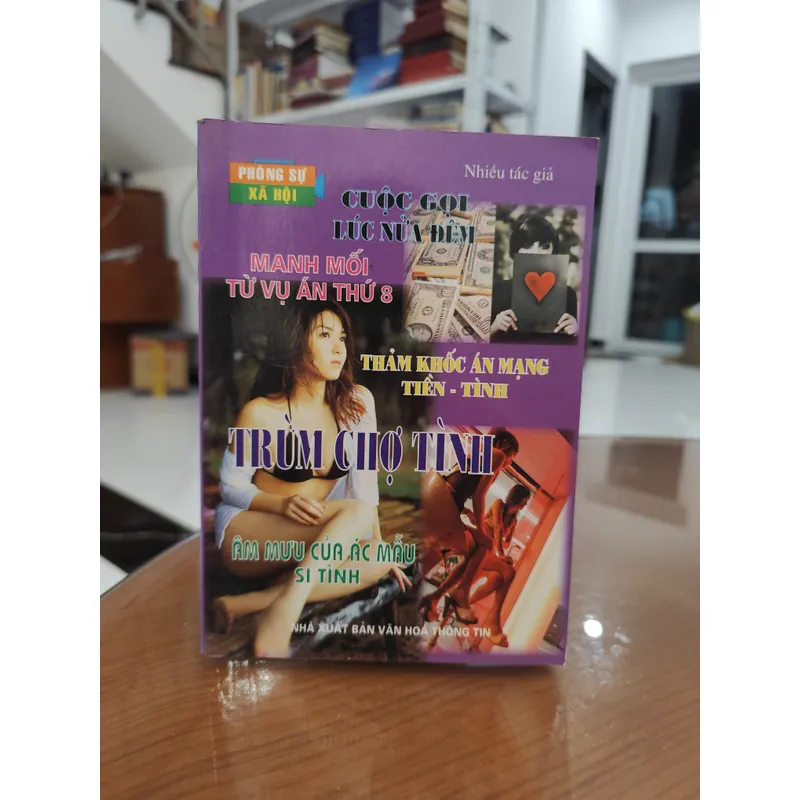 PHÓNG SỰ
XÃ HỘI
Nhiều tác giả
CUỘC GỌI
LÚC NỬA ĐÊM
MANH MỐI
TỪ VỤ ÁN THỨ 8
THẢM KHỐC ÁN MẠNG
TIỀN - TÌNH
TRÙM CHỢ TÌNH
ÂM MƯU CỦA ÁC MẪU
SI TÌNH
NHÀ XUẤT BẢN VĂN HOÁ THÔNG TIN